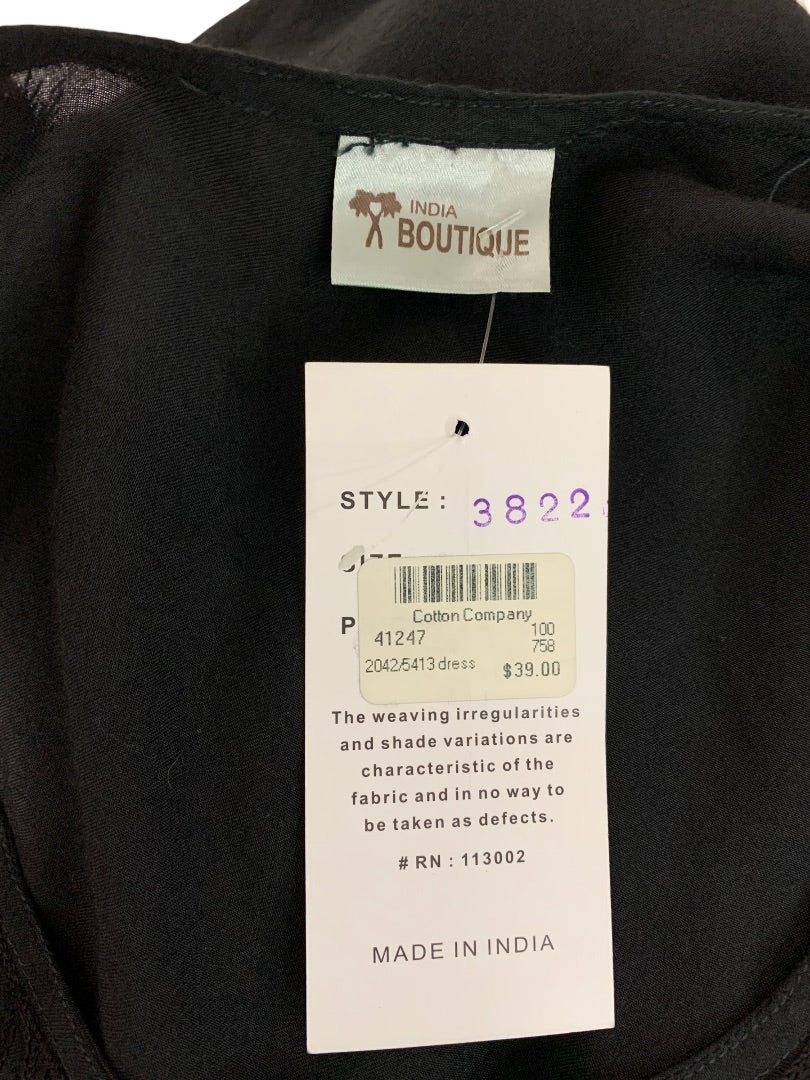 INDIA
BOUTIQUE
STYLE : 3822
P
Cotton Company
41247 100
758
2042/5413 dress $39.00
The weaving irregularities
and shade variations are
characteristic of the
fabric and in no way to
be taken as defects.
# RN : 113002
MADE IN INDIA